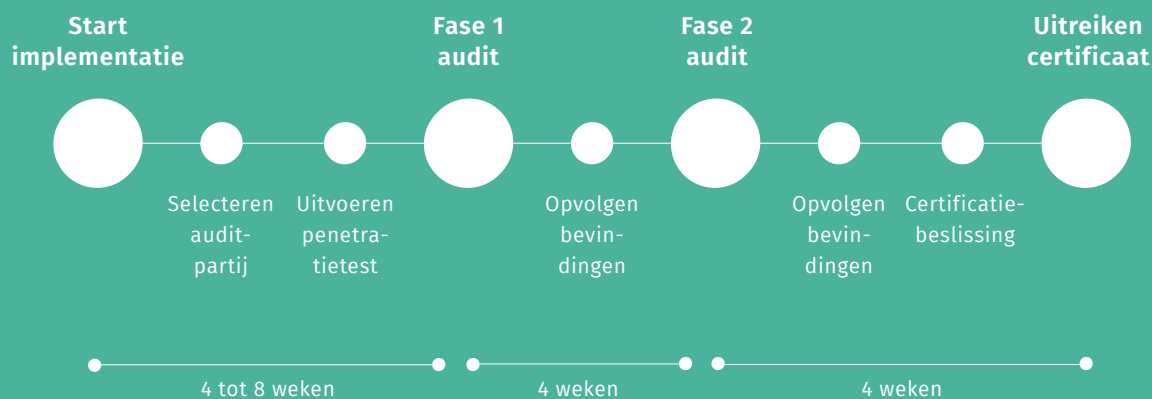 Start
implementatie
Fase 1
audit
Fase 2
audit
Uitreiken
certificaat
Selecteren
audit-
partij
Uitvoeren
penetra-
tietest
Opvolgen
bevin-
dingen
Opvolgen
bevin-
dingen
Certificatie-
beslissing
4 tot 8 weken
4 weken
4 weken